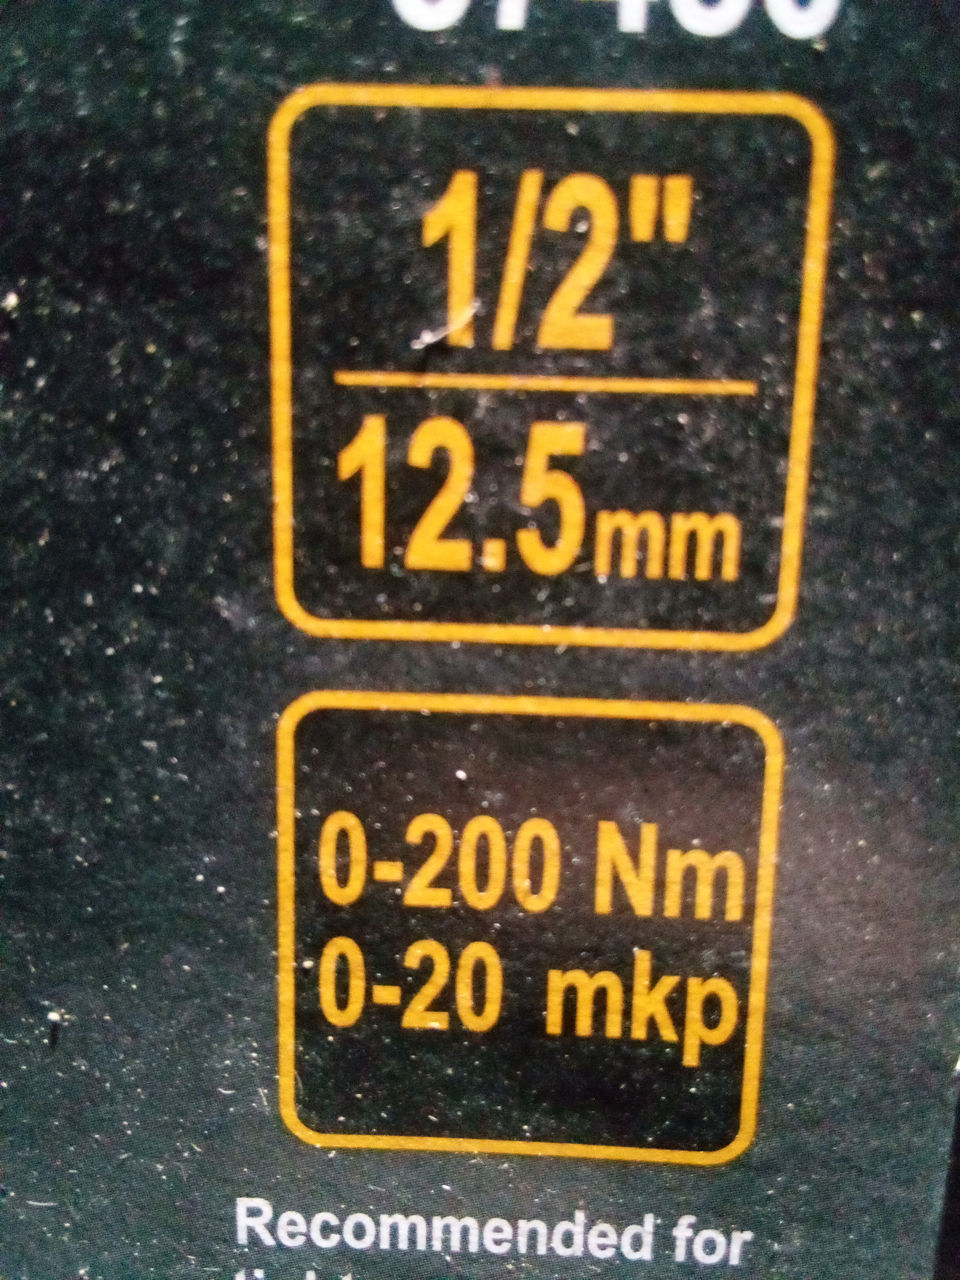 1/2"
12.5mm
0-200 Nm
0-20 mkp
Recommended for